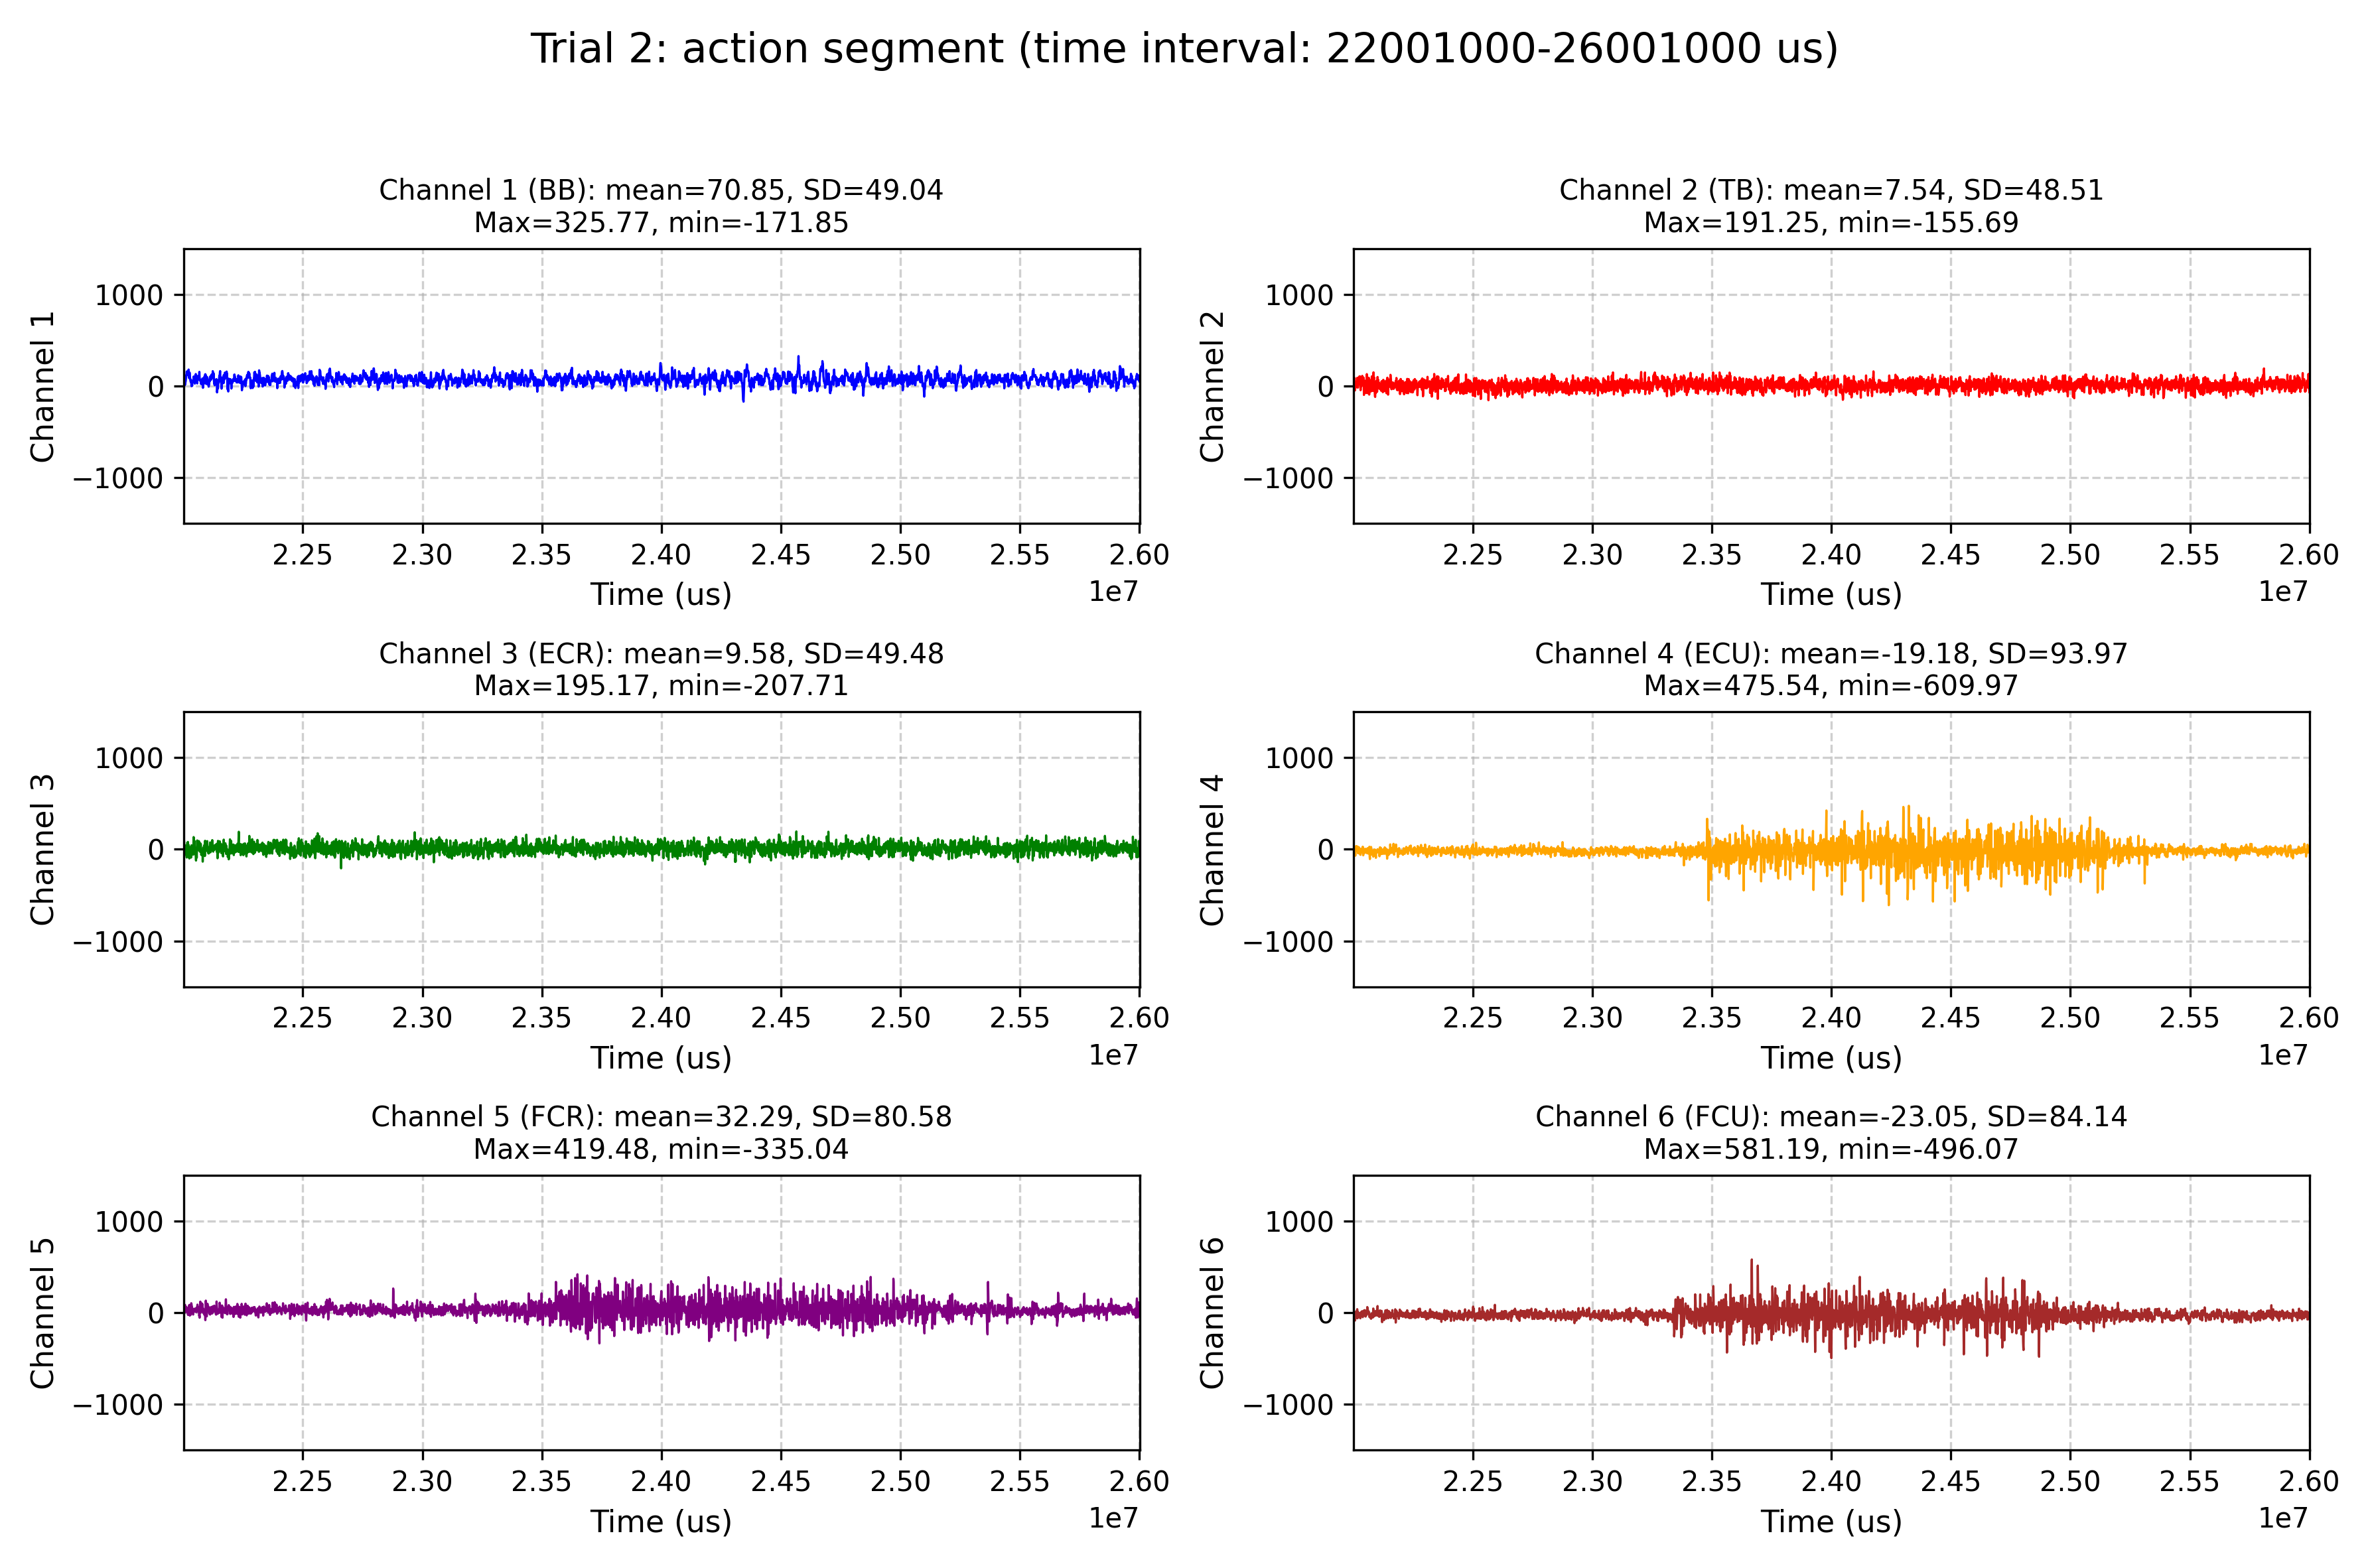 Trial 2: action segment (time interval: 22001000-26001000 us)
Channel 1 (BB): mean=70.85, SD=49.04
Max=325.77, min=-171.85
1000
0
−1000
Channel 1
2.25 2.30 2.35 2.40 2.45 2.50 2.55 2.60
Time (us)
1e7
Channel 2 (TB): mean=7.54, SD=48.51
Max=191.25, min=-155.69
1000
0
−1000
Channel 2
2.25 2.30 2.35 2.40 2.45 2.50 2.55 2.60
Time (us)
1e7
Channel 3 (ECR): mean=9.58, SD=49.48
Max=195.17, min=-207.71
1000
0
−1000
Channel 3
2.25 2.30 2.35 2.40 2.45 2.50 2.55 2.60
Time (us)
1e7
Channel 4 (ECU): mean=-19.18, SD=93.97
Max=475.54, min=-609.97
1000
0
−1000
Channel 4
2.25 2.30 2.35 2.40 2.45 2.50 2.55 2.60
Time (us)
1e7
Channel 5 (FCR): mean=32.29, SD=80.58
Max=419.48, min=-335.04
1000
0
−1000
Channel 5
2.25 2.30 2.35 2.40 2.45 2.50 2.55 2.60
Time (us)
1e7
Channel 6 (FCU): mean=-23.05, SD=84.14
Max=581.19, min=-496.07
1000
0
−1000
Channel 6
2.25 2.30 2.35 2.40 2.45 2.50 2.55 2.60
Time (us)
1e7